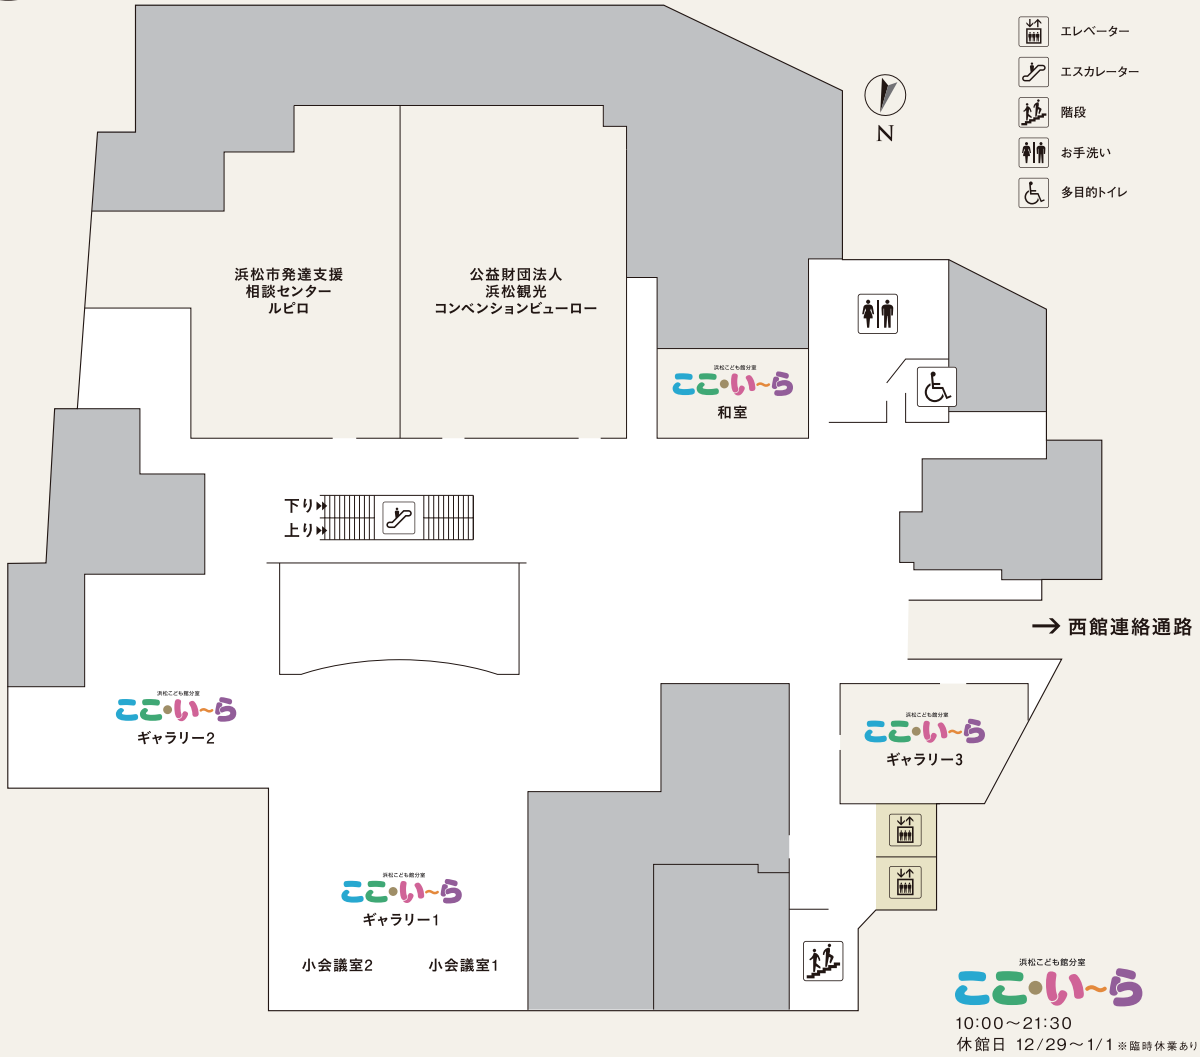 エレベーター
エスカレーター
階段
お手洗い
多目的トイレ
N
浜松市発達支援
相談センター
ルピロ
公益財団法人
浜松観光
コンベンションビューロー
浜松こども館分室
ここ・い〜ら
和室
下り
上り
西館連絡通路
浜松こども館分室
ここ・い〜ら
ギャラリー2
浜松こども館分室
ここ・い〜ら
ギャラリー3
浜松こども館分室
ここ・い〜ら
ギャラリー1
小会議室2
小会議室1
浜松こども館分室
ここ・い〜ら
10:00〜21:30
休館日 12/29〜1/1 ※臨時休業あり